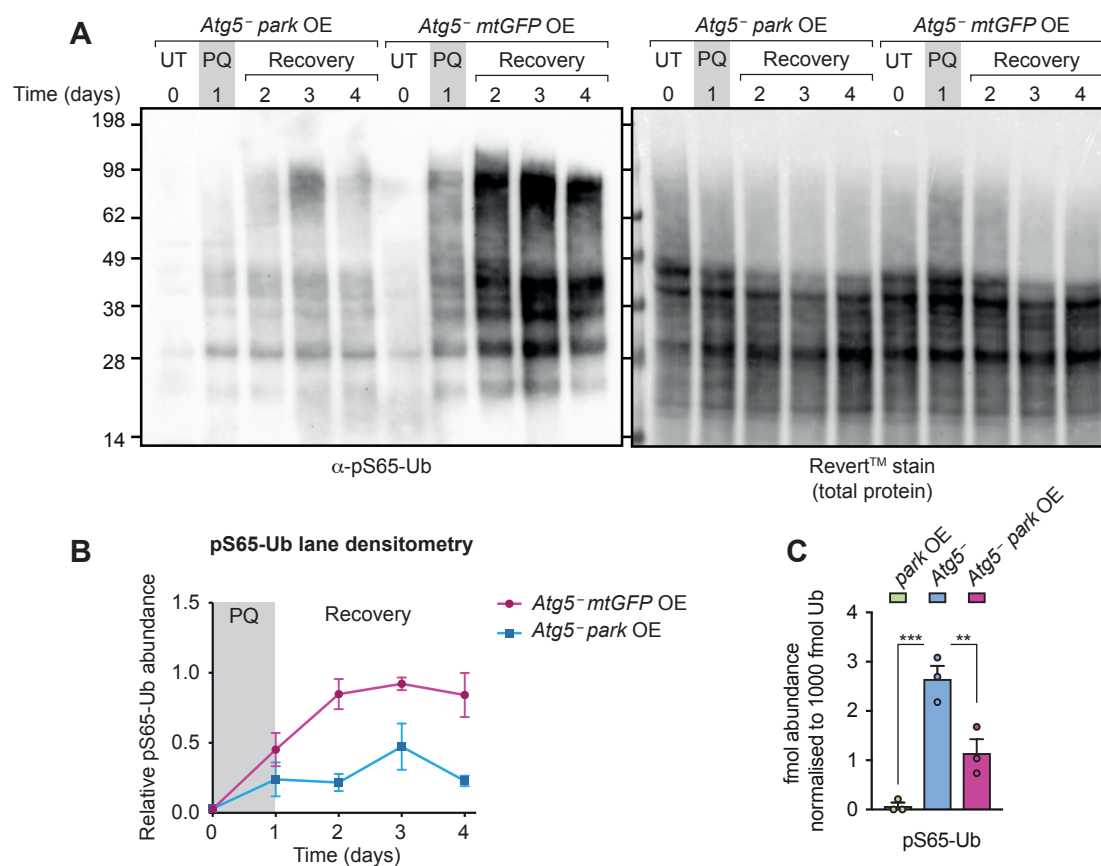 A
Atg5⁻ park OE Atg5⁻ mtGFP OE Atg5⁻ park OE Atg5⁻ mtGFP OE
UT PQ Recovery UT PQ Recovery UT PQ Recovery UT PQ Recovery
Time (days) 0 1 2 3 4 0 1 2 3 4 0 1 2 3 4 0 1 2 3 4
198
98
62
49
38
28
14
α-pS65-Ub
Revert™ stain
(total protein)
B
pS65-Ub lane densitometry
Relative pS65-Ub abundance
1.5
1.0
0.5
0.0
PQ Recovery
0 1 2 3 4
Time (days)
Atg5⁻ mtGFP OE
Atg5⁻ park OE
C
park OE
Atg5⁻
Atg5⁻ park OE
fmol abundance
normalised to 1000 fmol Ub
4
3
2
1
0
*** **
pS65-Ub